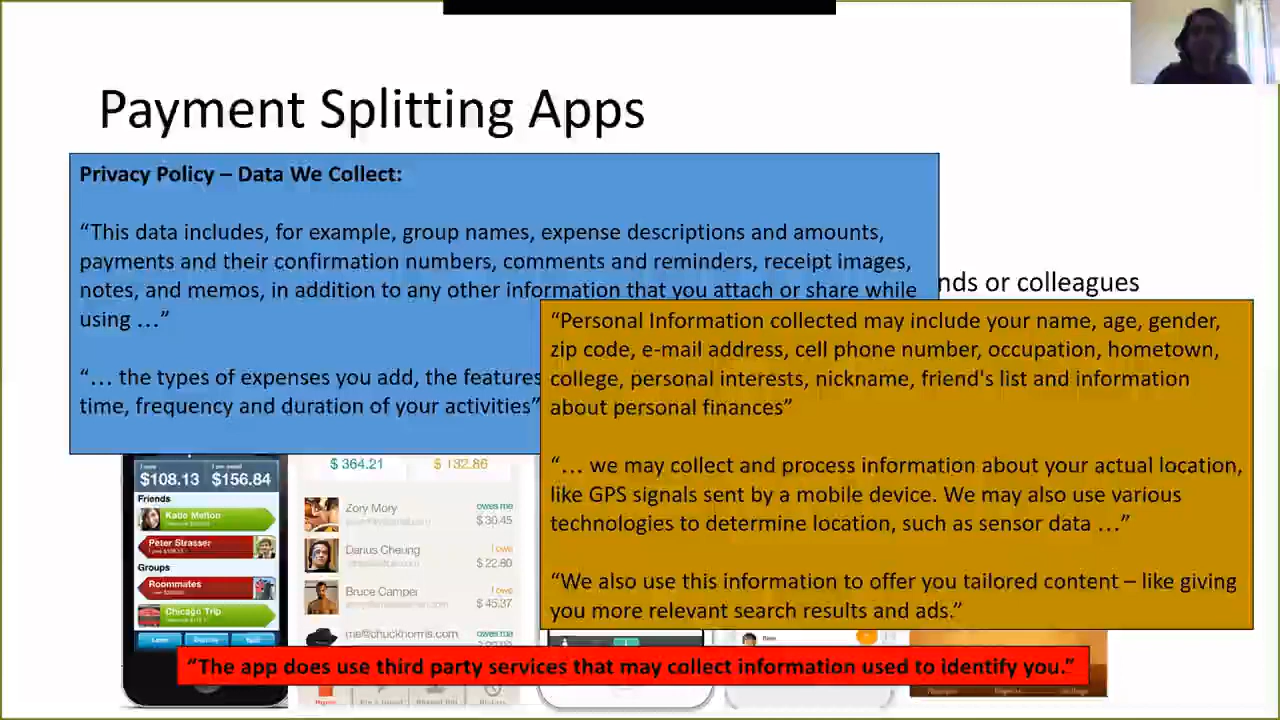 Payment Splitting Apps
Privacy Policy – Data We Collect:
“This data includes, for example, group names, expense descriptions and amounts,
payments and their confirmation numbers, comments and reminders, receipt images,
notes, and memos, in addition to any other information that you attach or share while
using …”
“… the types of expenses you add, the features
time, frequency and duration of your activities”
nds or colleagues
“Personal Information collected may include your name, age, gender,
zip code, e-mail address, cell phone number, occupation, hometown,
college, personal interests, nickname, friend's list and information
about personal finances”
“… we may collect and process information about your actual location,
like GPS signals sent by a mobile device. We may also use various
technologies to determine location, such as sensor data …”
“We also use this information to offer you tailored content – like giving
you more relevant search results and ads.”
$108.13 $156.84
Friends
Katie Melton
Peter Strasser
Groups
Roommates
Chicago Trip
$ 364.21 $ 132.86
Zory Mory owes me
$ 30.45
Darius Cheung I owe
$ 22.80
Bruce Camper I owe
$ 45.37
me@chucknorris.com owes me
“The app does use third party services that may collect information used to identify you.”